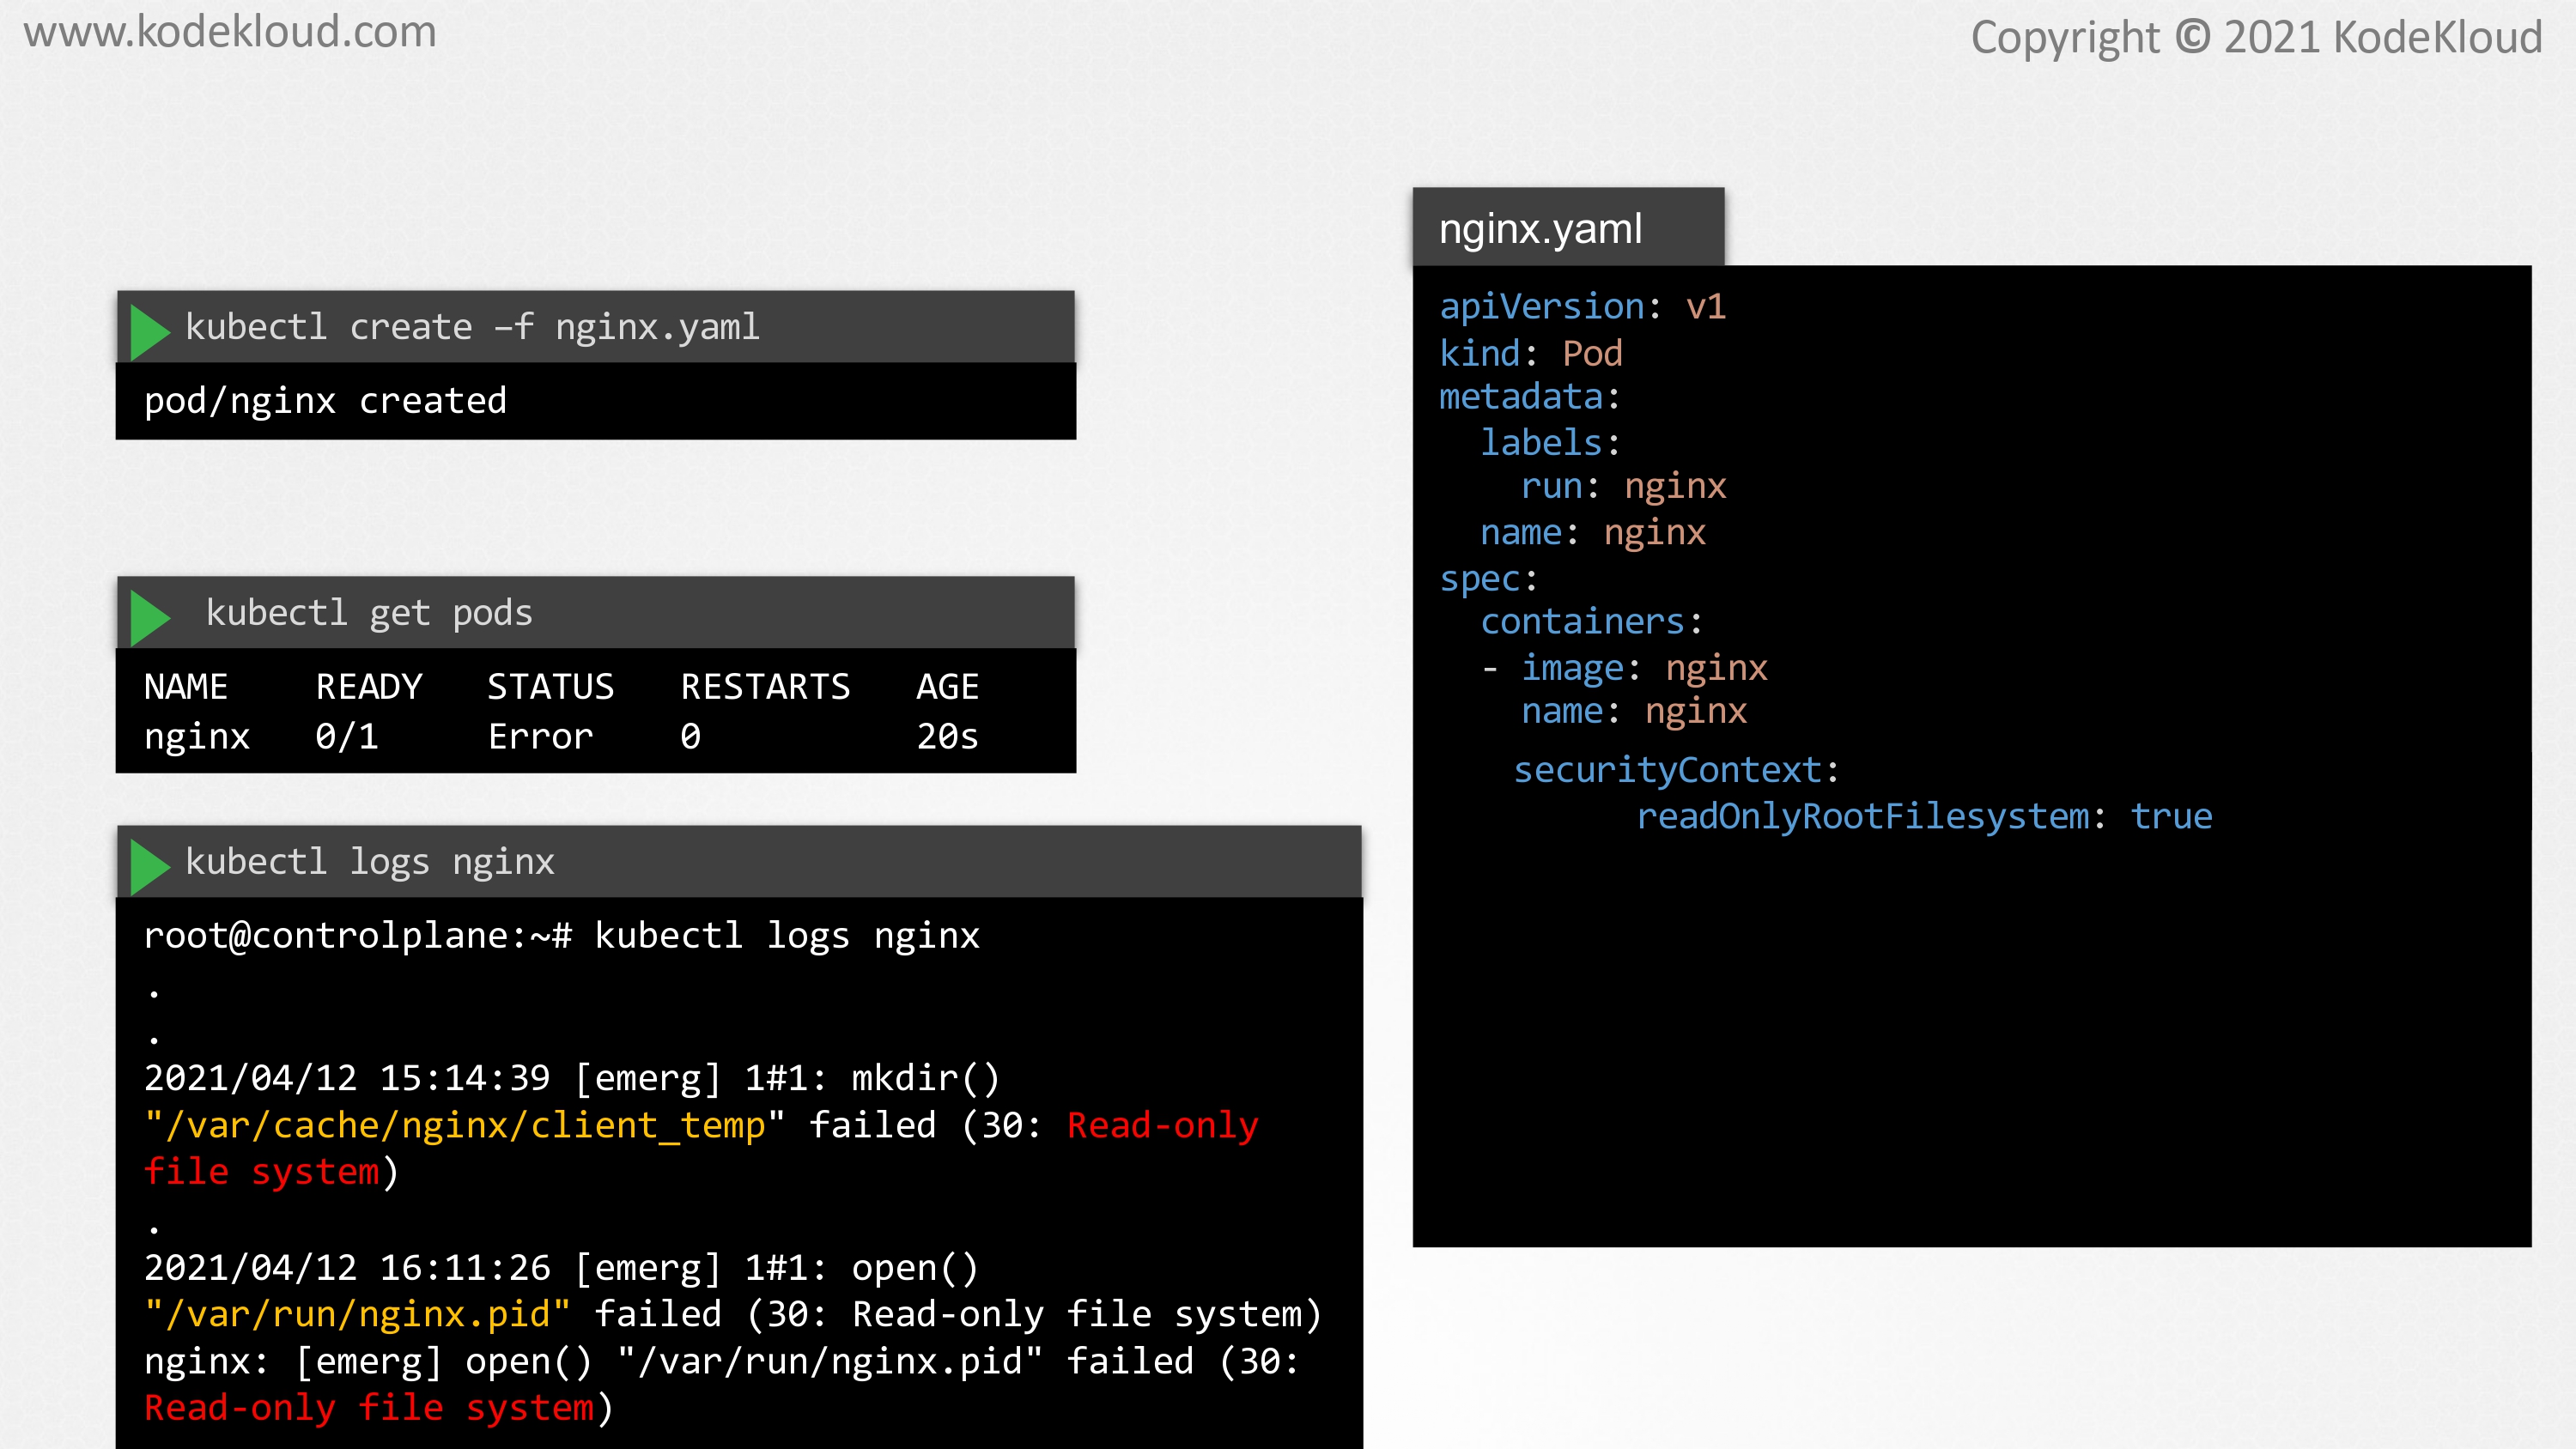 www.kodekloud.com
Copyright © 2021 KodeKloud
kubectl create –f nginx.yaml
pod/nginx created
kubectl get pods
NAME    READY   STATUS   RESTARTS   AGE
nginx   0/1     Error    0          20s
kubectl logs nginx
root@controlplane:~# kubectl logs nginx
.
.
2021/04/12 15:14:39 [emerg] 1#1: mkdir()
"/var/cache/nginx/client_temp" failed (30: Read-only
file system)
.
2021/04/12 16:11:26 [emerg] 1#1: open()
"/var/run/nginx.pid" failed (30: Read-only file system)
nginx: [emerg] open() "/var/run/nginx.pid" failed (30:
Read-only file system)
nginx.yaml
apiVersion: v1
kind: Pod
metadata:
  labels:
    run: nginx
  name: nginx
spec:
  containers:
  - image: nginx
    name: nginx
    securityContext:
          readOnlyRootFilesystem: true